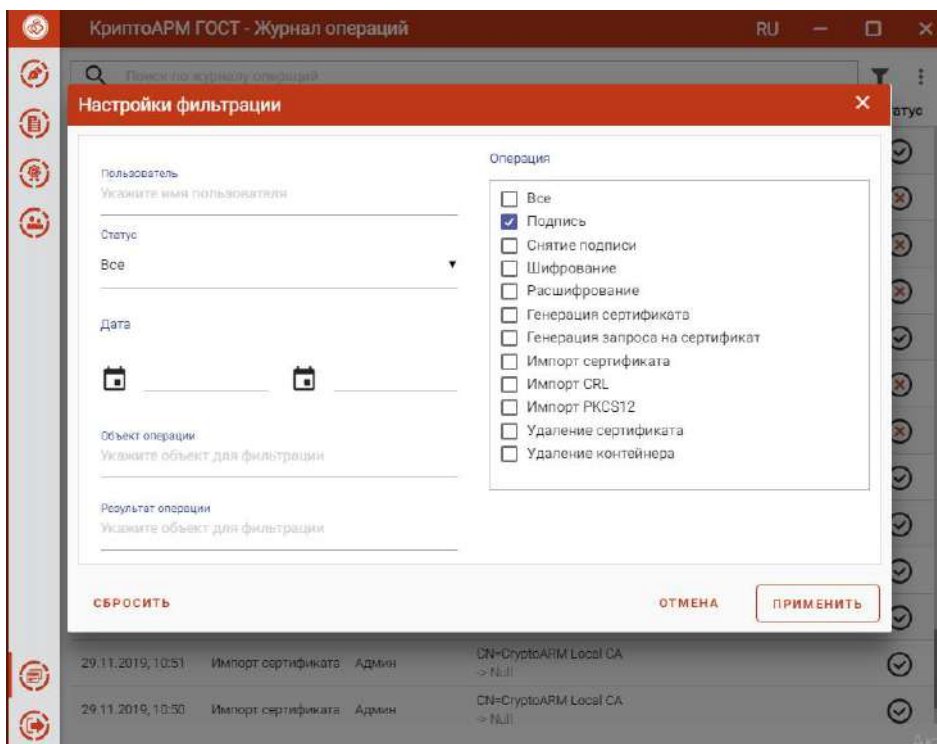 КриптоАРМ ГОСТ - Журнал операций
RU
Поиск по журналу операций
Настройки фильтрации
атус
Пользователь
Укажите имя пользователя
Статус
Все
Дата
Объект операции
Укажите объект для фильтрации
Результат операции
Укажите объект для фильтрации
Операция
Все
Подпись
Снятие подписи
Шифрование
Расшифрование
Генерация сертификата
Генерация запроса на сертификат
Импорт сертификата
Импорт CRL
Импорт PKCS12
Удаление сертификата
Удаление контейнера
СБРОСИТЬ
ОТМЕНА
ПРИМЕНИТЬ
29.11.2019, 10:51 Импорт сертификата Админ CN=CryptoARM Local CA
-> Null
29.11.2019, 10:50 Импорт сертификата Админ CN=CryptoARM Local CA
-> Null